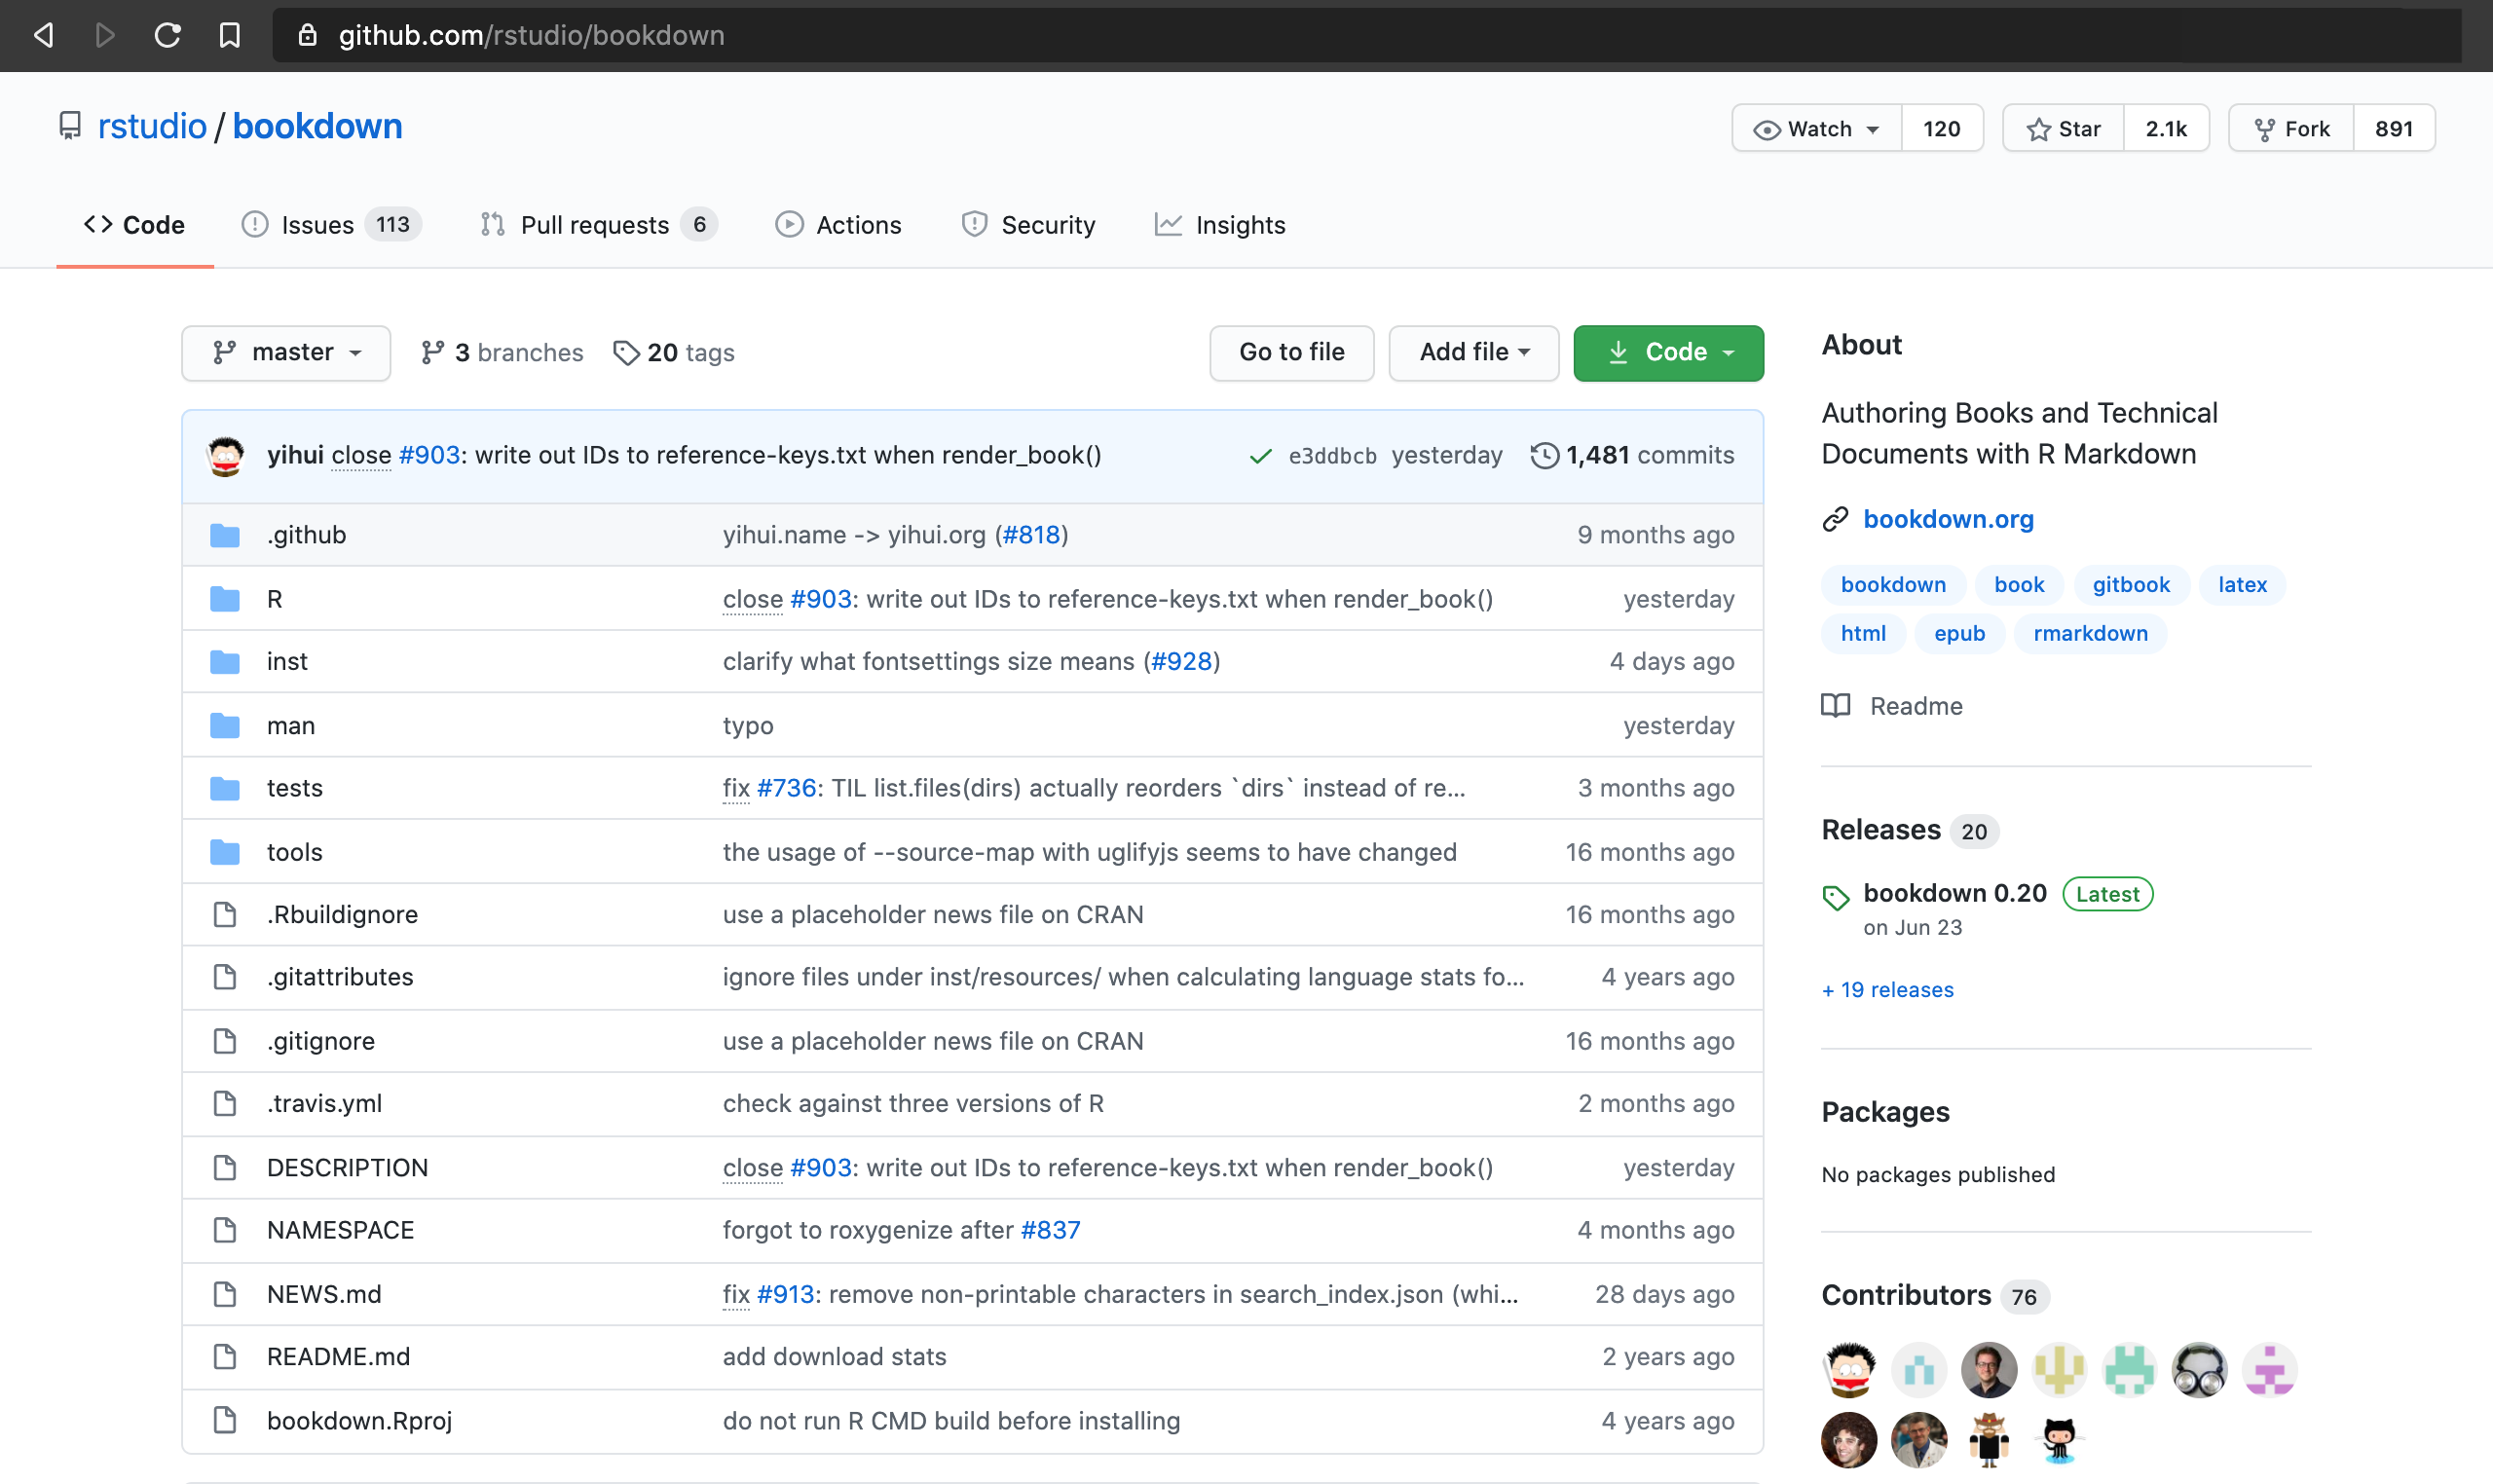 github.com/rstudio/bookdown
rstudio / bookdown
Watch 120 Star 2.1k Fork 891
Code Issues 113 Pull requests 6 Actions Security Insights
master 3 branches 20 tags Go to file Add file Code
yihui close #903: write out IDs to reference-keys.txt when render_book() e3ddbcb yesterday 1,481 commits
.github yihui.name -> yihui.org (#818) 9 months ago
R close #903: write out IDs to reference-keys.txt when render_book() yesterday
inst clarify what fontsettings size means (#928) 4 days ago
man typo yesterday
tests fix #736: TIL list.files(dirs) actually reorders `dirs` instead of re... 3 months ago
tools the usage of --source-map with uglifyjs seems to have changed 16 months ago
.Rbuildignore use a placeholder news file on CRAN 16 months ago
.gitattributes ignore files under inst/resources/ when calculating language stats fo... 4 years ago
.gitignore use a placeholder news file on CRAN 16 months ago
.travis.yml check against three versions of R 2 months ago
DESCRIPTION close #903: write out IDs to reference-keys.txt when render_book() yesterday
NAMESPACE forgot to roxygenize after #837 4 months ago
NEWS.md fix #913: remove non-printable characters in search_index.json (whi... 28 days ago
README.md add download stats 2 years ago
bookdown.Rproj do not run R CMD build before installing 4 years ago
About
Authoring Books and Technical
Documents with R Markdown
bookdown.org
bookdown book gitbook latex
html epub rmarkdown
Readme
Releases 20
bookdown 0.20 Latest
on Jun 23
+ 19 releases
Packages
No packages published
Contributors 76